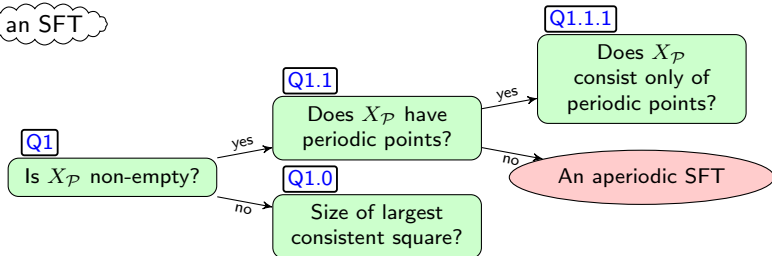 an SFT
Q1
Is X_𝒫 non-empty?
yes
no
Q1.1
Does X_𝒫 have
periodic points?
yes
no
Q1.0
Size of largest
consistent square?
Q1.1.1
Does X_𝒫
consist only of
periodic points?
An aperiodic SFT